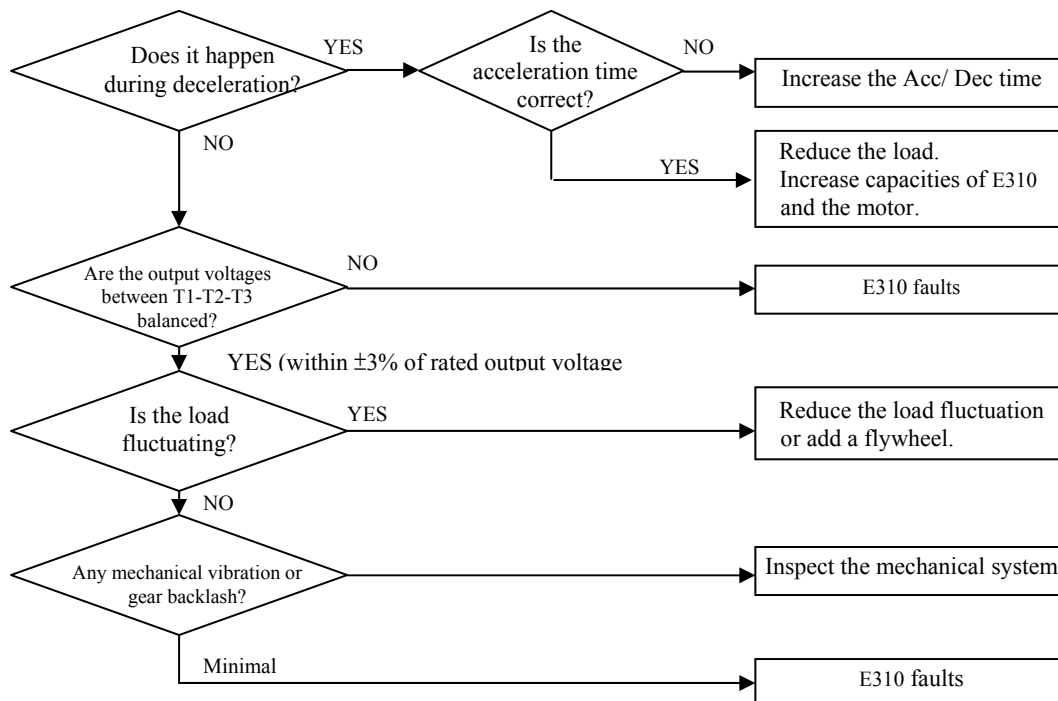 Does it happen
during deceleration?
YES
Is the
acceleration time
correct?
NO
Increase the Acc/ Dec time
NO
YES
Reduce the load.
Increase capacities of E310
and the motor.
Are the output voltages
between T1-T2-T3
balanced?
NO
E310 faults
YES (within ±3% of rated output voltage
Is the load
fluctuating?
YES
Reduce the load fluctuation
or add a flywheel.
NO
Any mechanical vibration or
gear backlash?
Inspect the mechanical system
Minimal
E310 faults